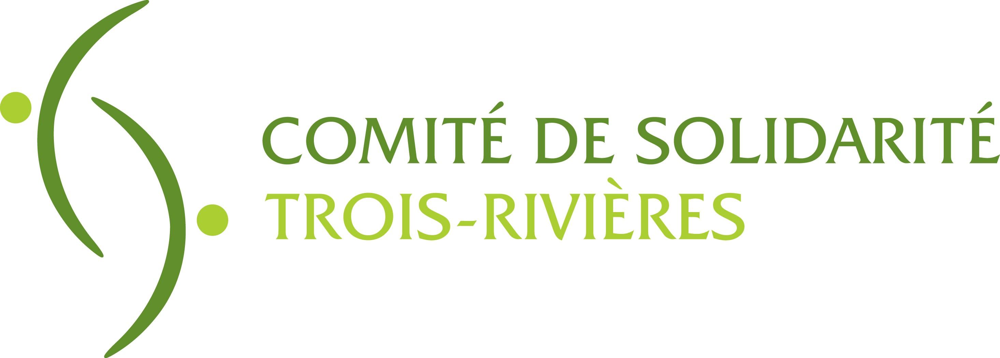 COMITÉ DE SOLIDARITÉ
TROIS-RIVIÈRES